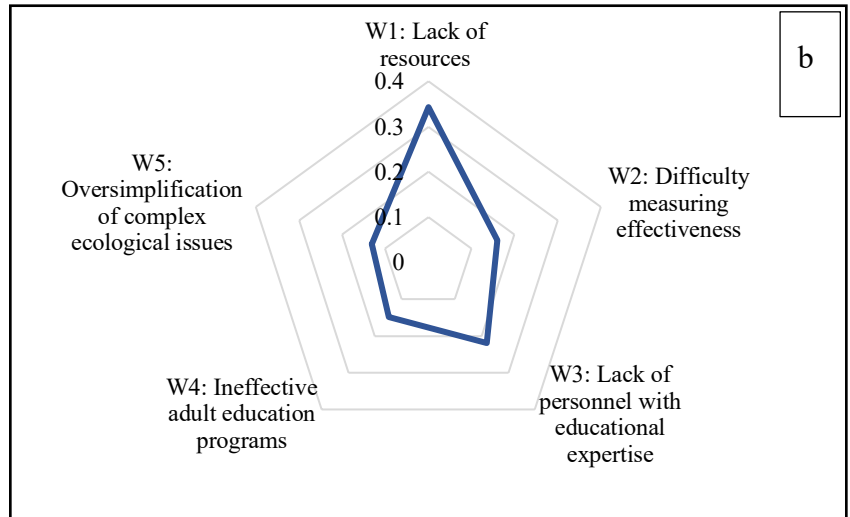 b
W1: Lack of
resources
0.4
0.3
0.2
0.1
0
W2: Difficulty
measuring
effectiveness
W3: Lack of
personnel with
educational
expertise
W4: Ineffective
adult education
programs
W5:
Oversimplification
of complex
ecological issues